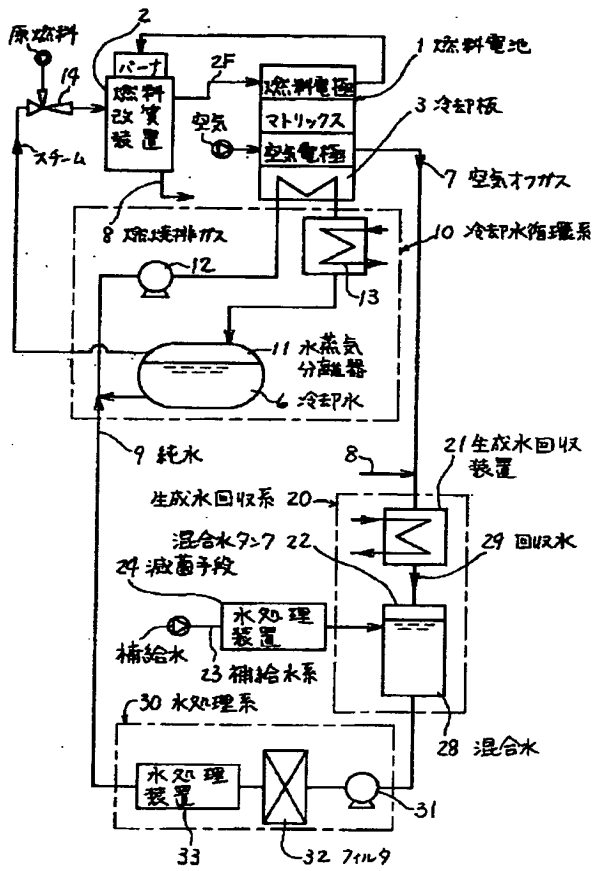 原燃料
2
バーナ
14
燃料
改質
装置
2F
1 燃料電池
燃料電極
マトリックス
空気電極
3 冷却板
空気
スチーム
7 空気オフガス
8 燃焼排ガス
10 冷却水循環系
12
13
11 水蒸気
分離器
6 冷却水
9 純水
8
21 生成水回収
装置
生成水回収系 20
混合水タンク 22
29 回収水
24 滅菌手段
水処理
装置
補給水
23 補給水系
30 水処理系
28 混合水
水処理
装置
31
33
32 フィルタ